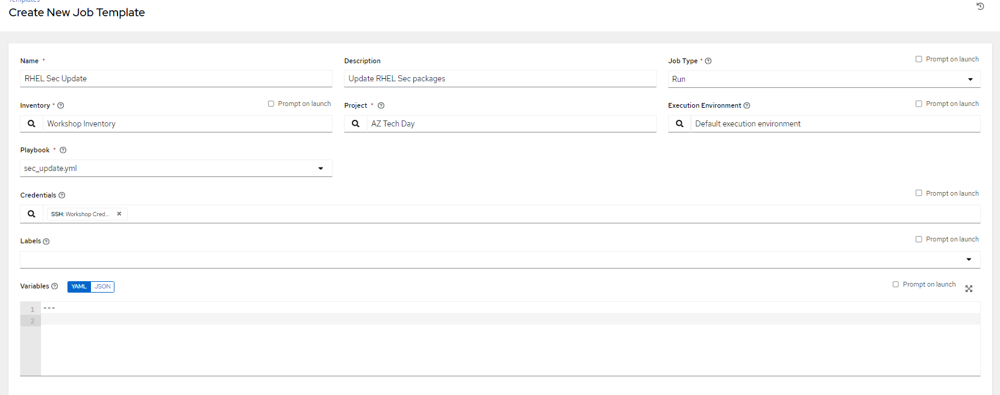 Templates
Create New Job Template
Name *
Description
Job Type *
Prompt on launch
RHEL Sec Update
Update RHEL Sec packages
Run
Inventory *
Prompt on launch
Project *
Execution Environment
Prompt on launch
Workshop Inventory
AZ Tech Day
Default execution environment
Playbook *
sec_update.yml
Credentials
Prompt on launch
SSH: Workshop Cred...
Labels
Prompt on launch
Variables
YAML JSON
Prompt on launch
1 ---
2